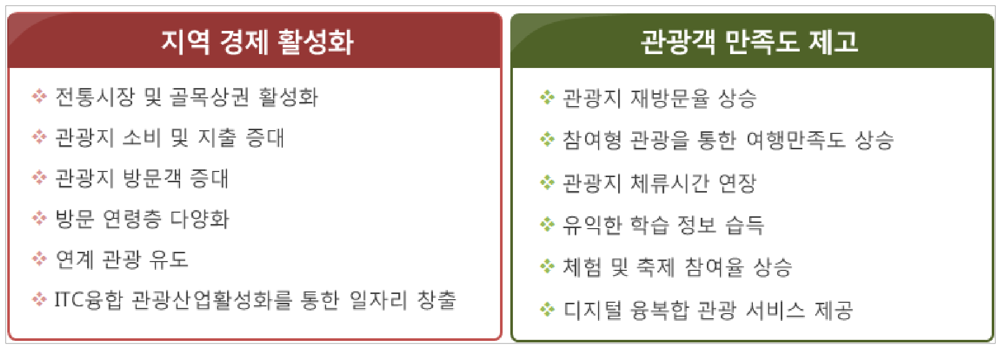 지역 경제 활성화
전통시장 및 골목상권 활성화
관광지 소비 및 지출 증대
관광지 방문객 증대
방문 연령층 다양화
연계 관광 유도
ITC융합 관광산업활성화를 통한 일자리 창출
관광객 만족도 제고
관광지 재방문율 상승
참여형 관광을 통한 여행만족도 상승
관광지 체류시간 연장
유익한 학습 정보 습득
체험 및 축제 참여율 상승
디지털 융복합 관광 서비스 제공